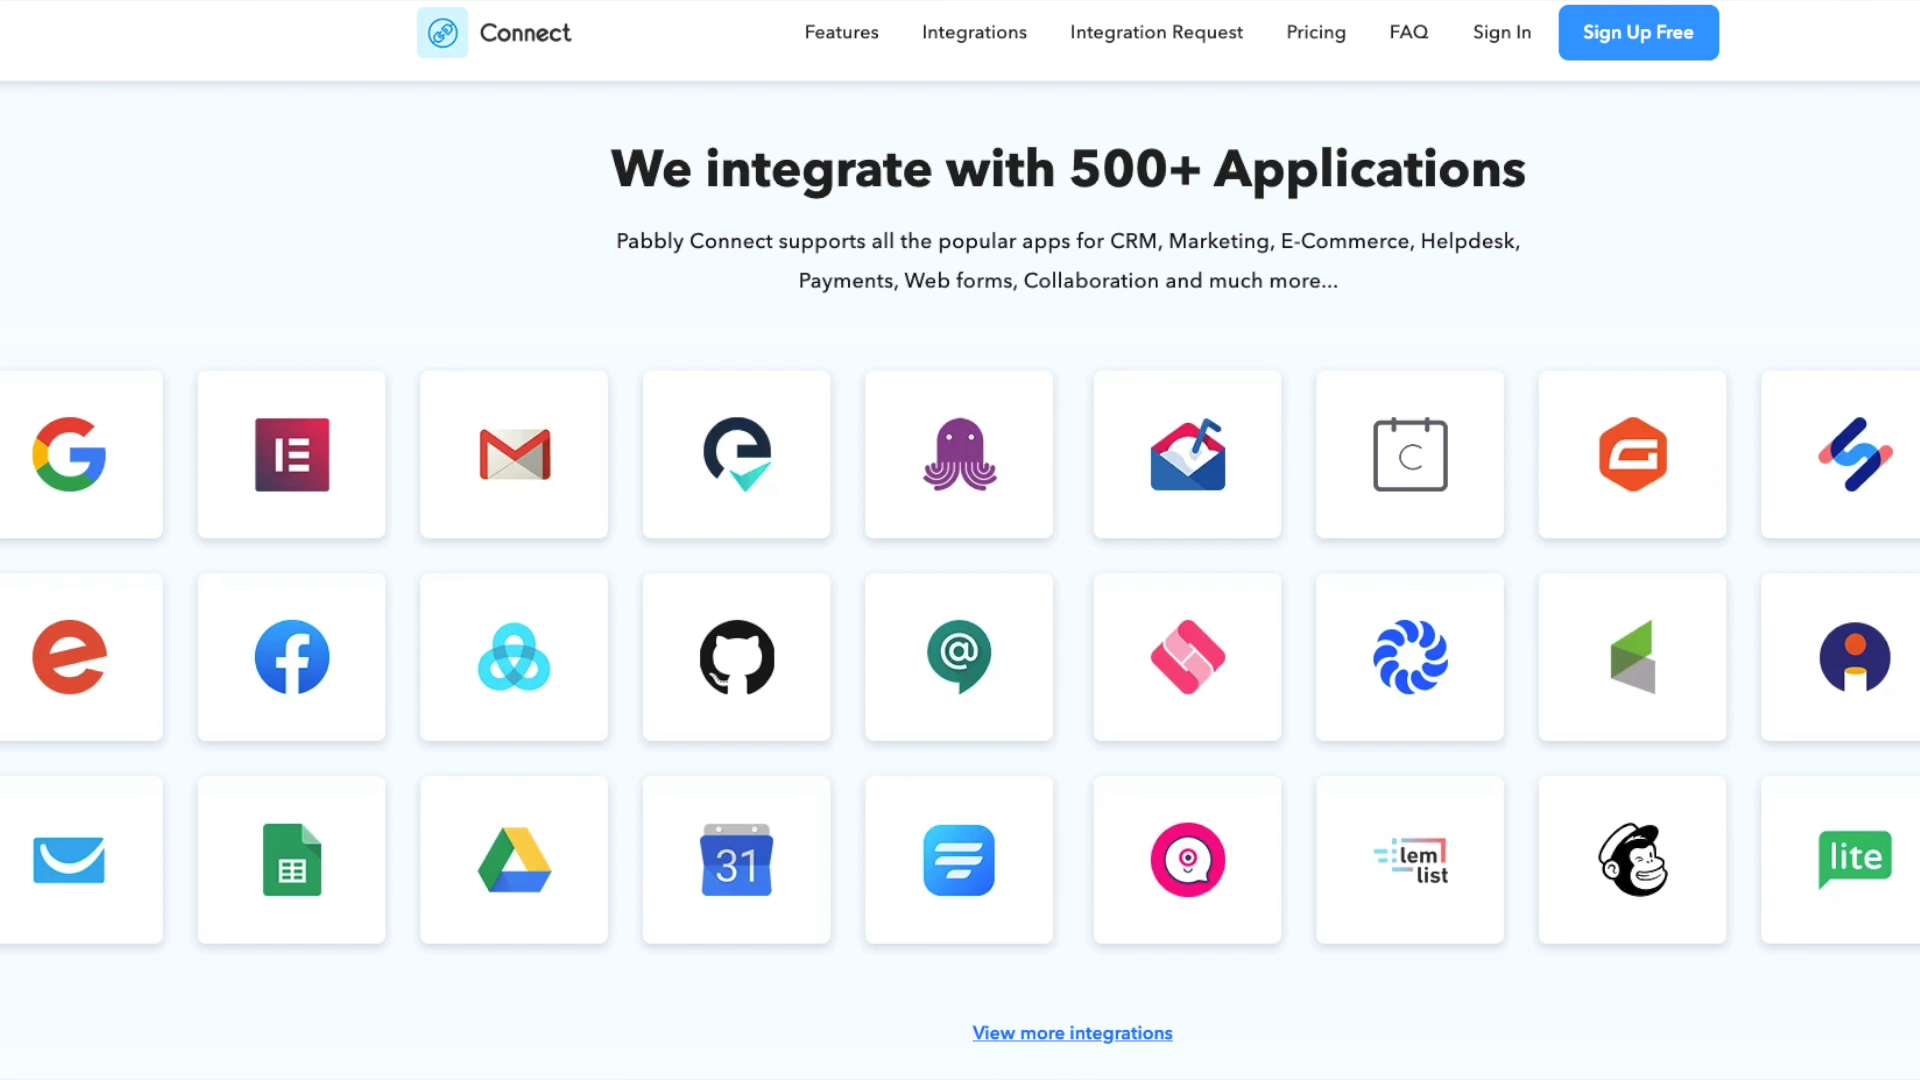 Connect
Features
Integrations
Integration Request
Pricing
FAQ
Sign In
Sign Up Free
We integrate with 500+ Applications
Pabbly Connect supports all the popular apps for CRM, Marketing, E-Commerce, Helpdesk,
Payments, Web forms, Collaboration and much more...
C
31
lem
list
lite
View more integrations